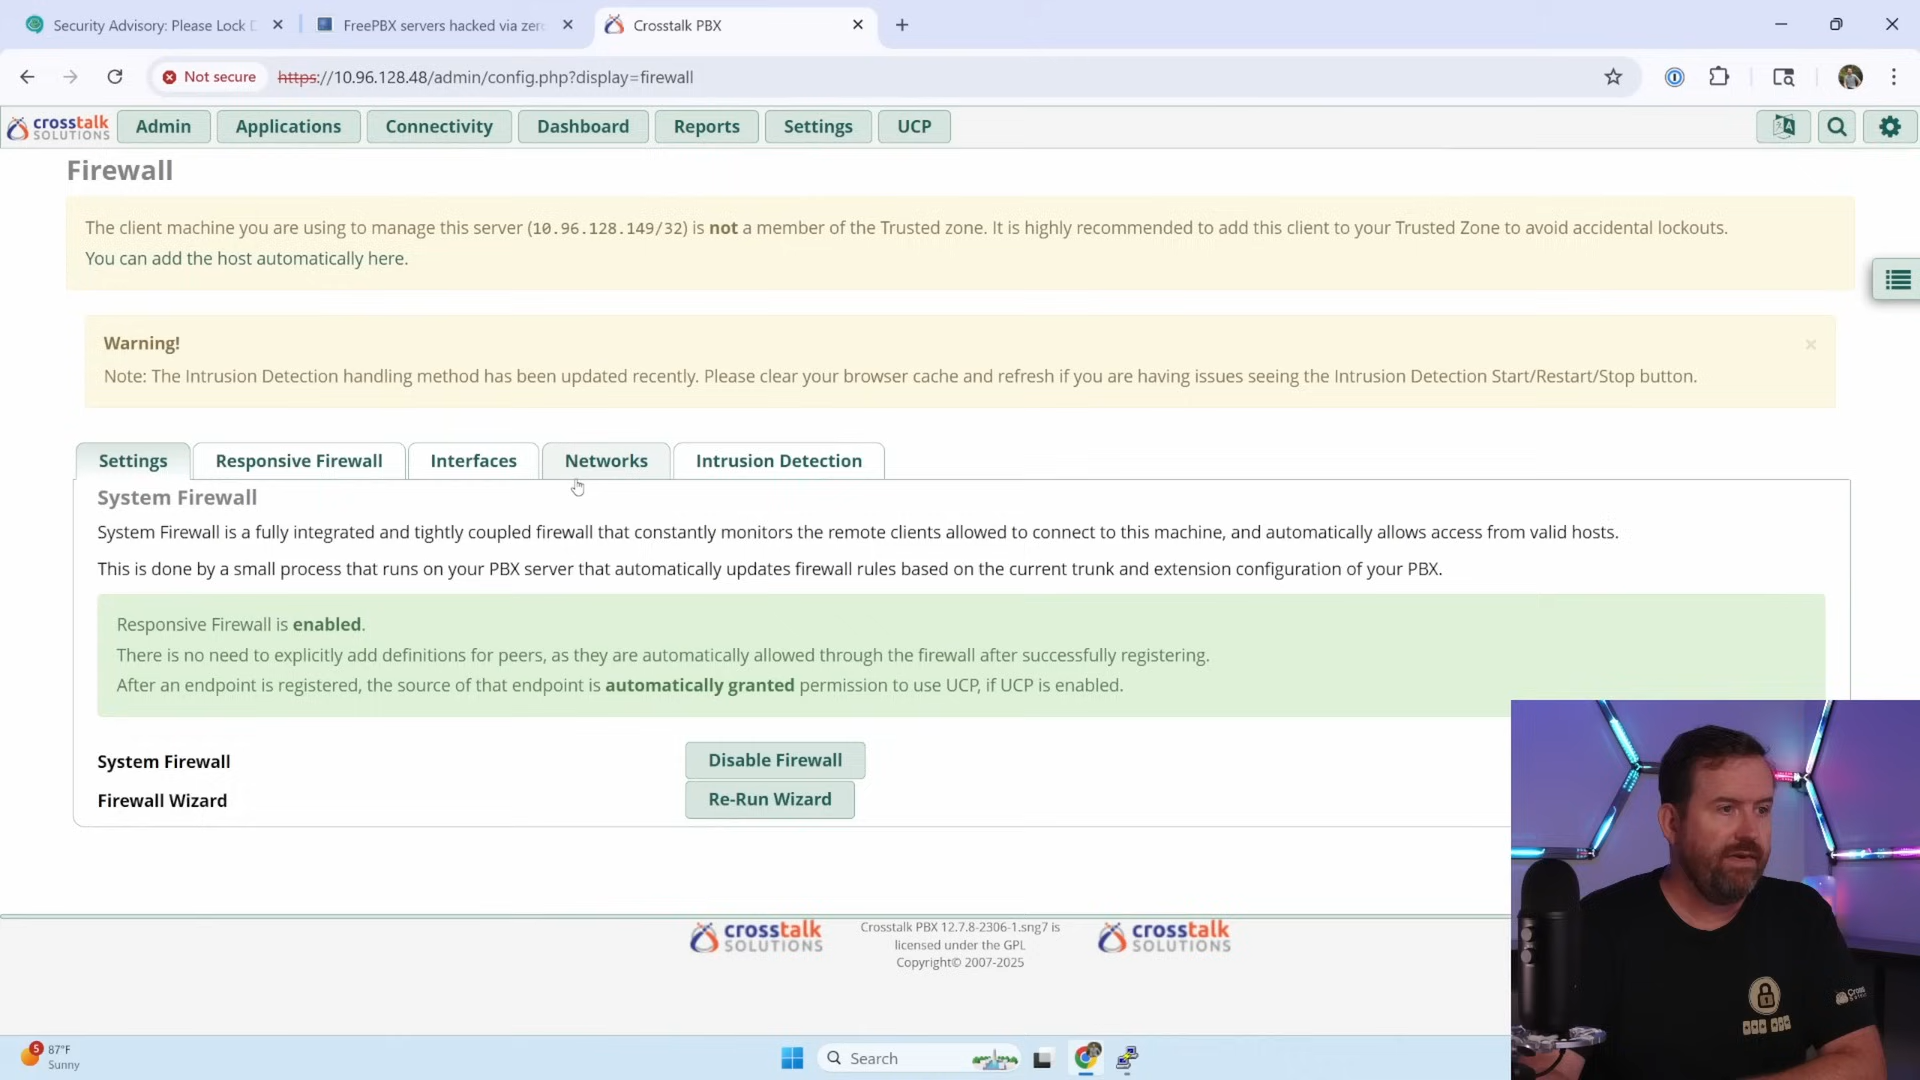 Security Advisory: Please Lock D
FreePBX servers hacked via zero
Crosstalk PBX
Not secure
https://10.96.128.48/admin/config.php?display=firewall
crosstalk
SOLUTIONS
Admin
Applications
Connectivity
Dashboard
Reports
Settings
UCP
Firewall
The client machine you are using to manage this server (10.96.128.149/32) is not a member of the Trusted zone. It is highly recommended to add this client to your Trusted Zone to avoid accidental lockouts.
You can add the host automatically here.
Warning!
Note: The Intrusion Detection handling method has been updated recently. Please clear your browser cache and refresh if you are having issues seeing the Intrusion Detection Start/Restart/Stop button.
Settings
Responsive Firewall
Interfaces
Networks
Intrusion Detection
System Firewall
System Firewall is a fully integrated and tightly coupled firewall that constantly monitors the remote clients allowed to connect to this machine, and automatically allows access from valid hosts.
This is done by a small process that runs on your PBX server that automatically updates firewall rules based on the current trunk and extension configuration of your PBX.
Responsive Firewall is enabled.
There is no need to explicitly add definitions for peers, as they are automatically allowed through the firewall after successfully registering.
After an endpoint is registered, the source of that endpoint is automatically granted permission to use UCP, if UCP is enabled.
System Firewall
Disable Firewall
Firewall Wizard
Re-Run Wizard
crosstalk
SOLUTIONS
Crosstalk PBX 12.7.8-2306-1.sng7 is
licensed under the GPL
Copyright© 2007-2025
crosstalk
SOLUTIONS
5
87°F
Sunny
Search